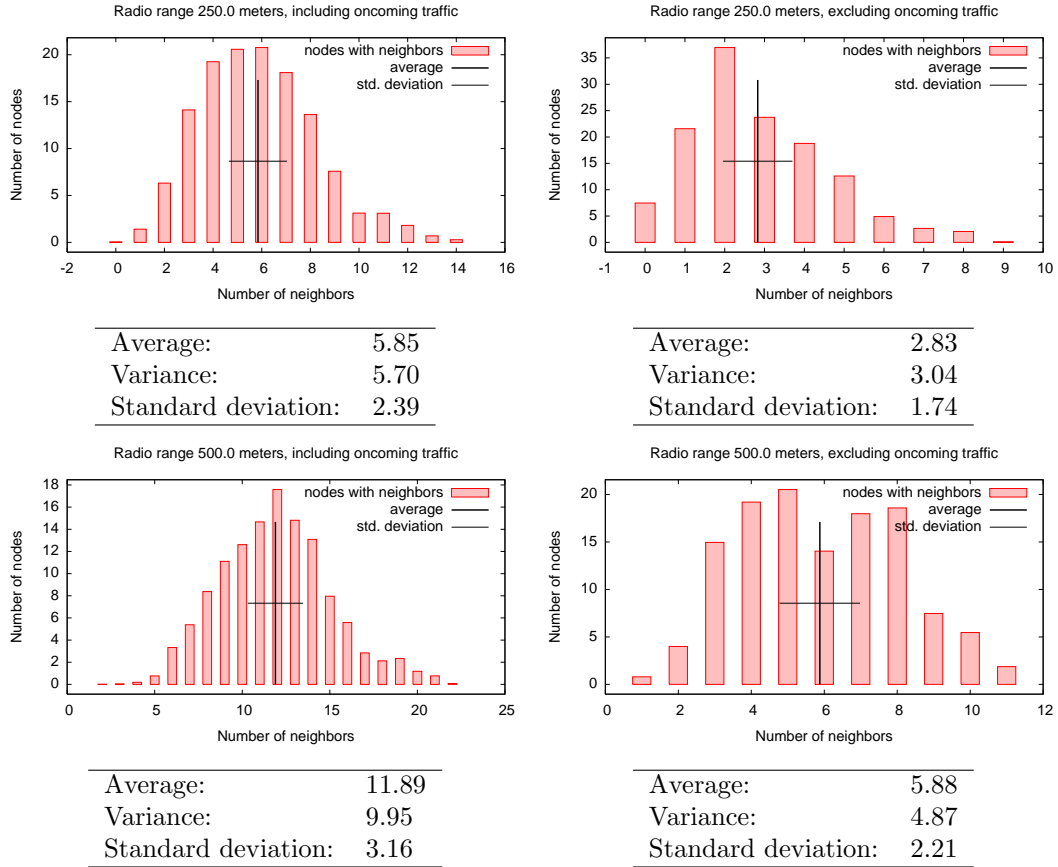 Radio range 250.0 meters, including oncoming traffic
nodes with neighbors
average
std. deviation
Number of nodes
20
15
10
5
0
-2 0 2 4 6 8 10 12 14 16
Number of neighbors
Average: 5.85
Variance: 5.70
Standard deviation: 2.39
Radio range 250.0 meters, excluding oncoming traffic
nodes with neighbors
average
std. deviation
Number of nodes
35
30
25
20
15
10
5
0
-1 0 1 2 3 4 5 6 7 8 9 10
Number of neighbors
Average: 2.83
Variance: 3.04
Standard deviation: 1.74
Radio range 500.0 meters, including oncoming traffic
nodes with neighbors
average
std. deviation
Number of nodes
18
16
14
12
10
8
6
4
2
0
0 5 10 15 20 25
Number of neighbors
Average: 11.89
Variance: 9.95
Standard deviation: 3.16
Radio range 500.0 meters, excluding oncoming traffic
nodes with neighbors
average
std. deviation
Number of nodes
20
15
10
5
0
0 2 4 6 8 10 12
Number of neighbors
Average: 5.88
Variance: 4.87
Standard deviation: 2.21